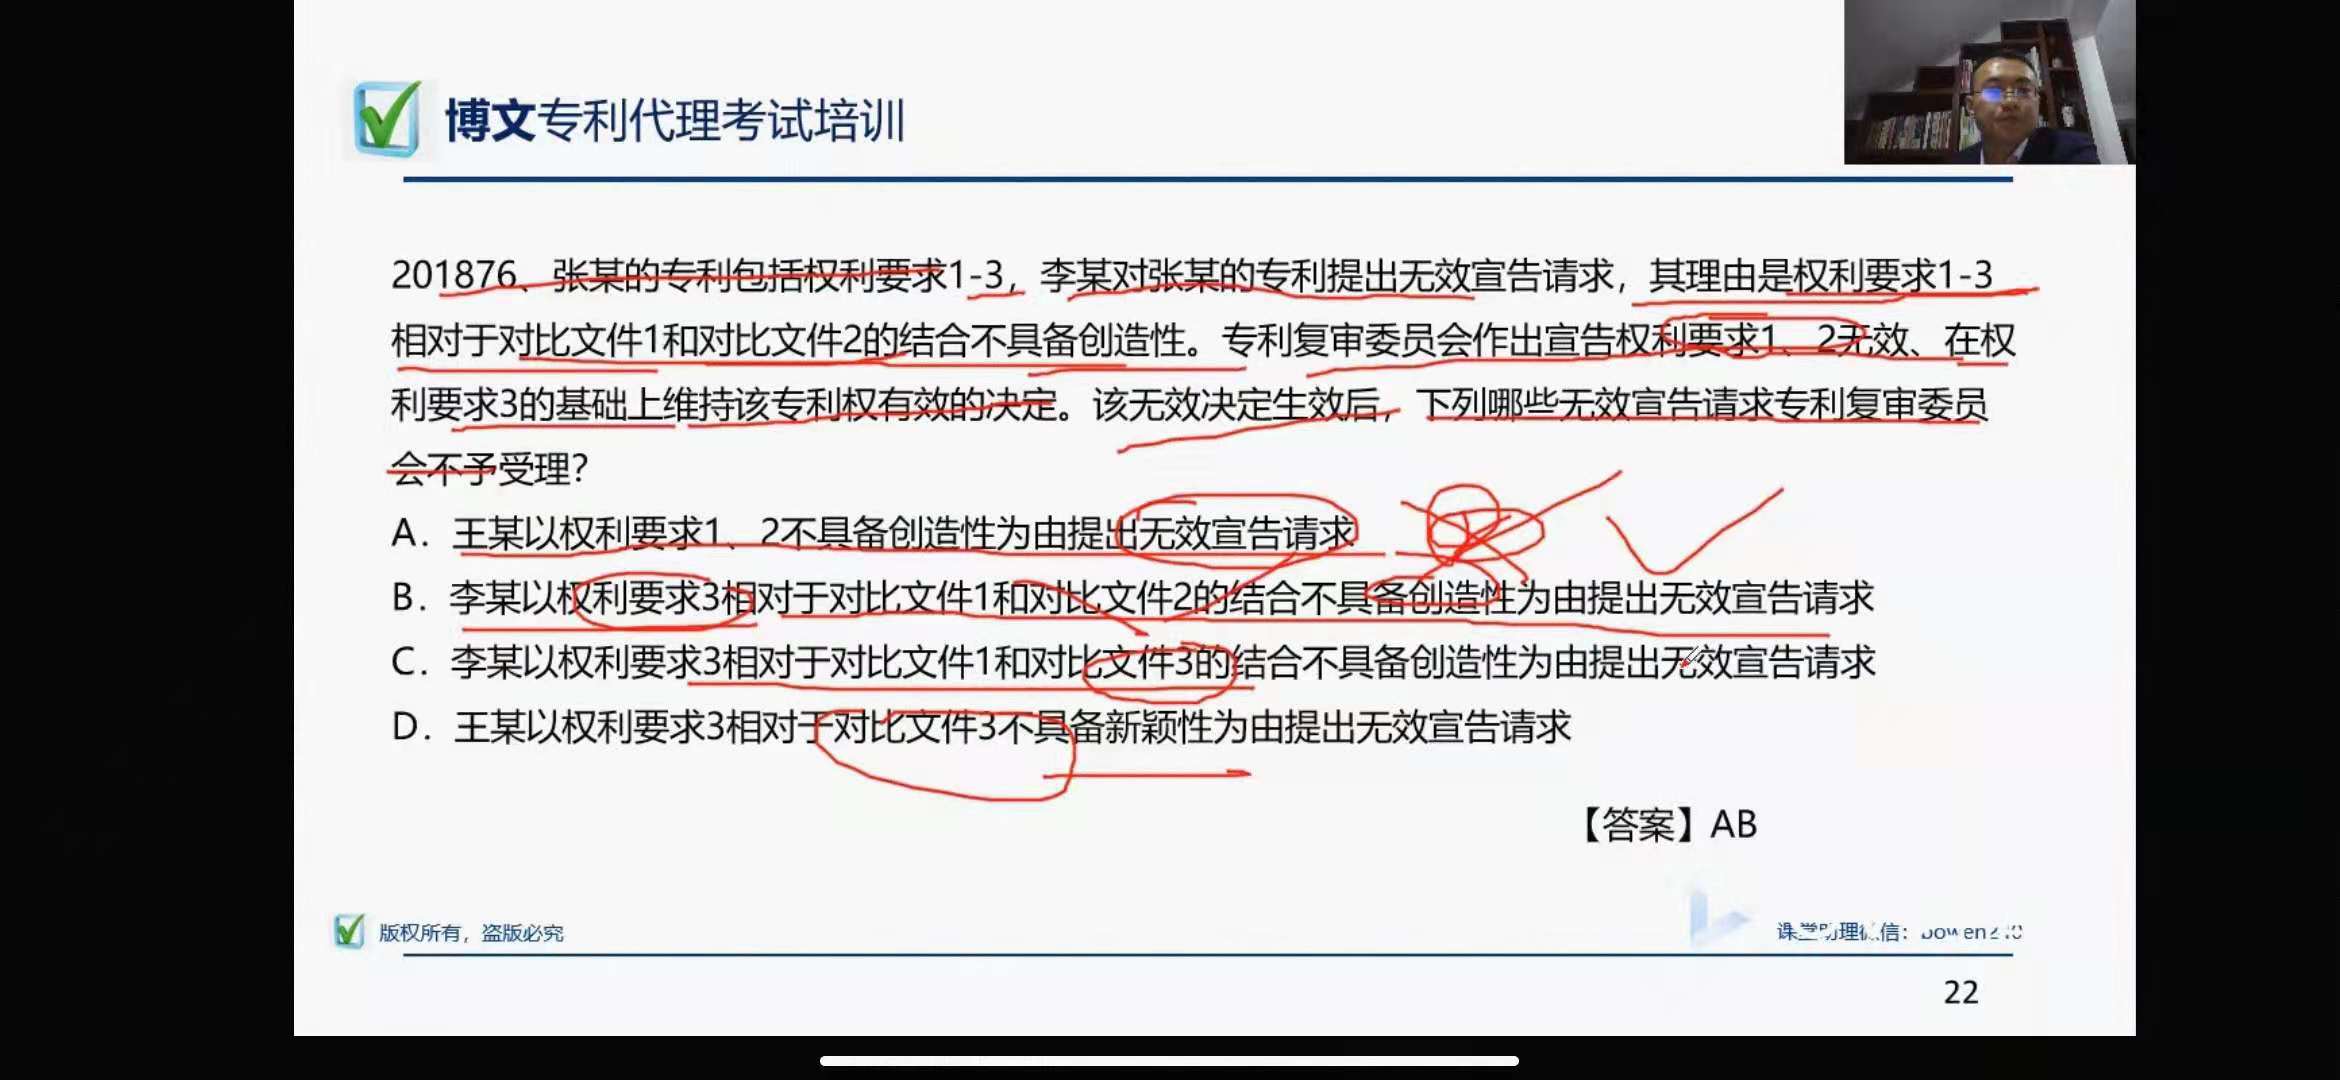 博文专利代理考试培训
201876、张某的专利包括权利要求1-3，李某对张某的专利提出无效宣告请求，其理由是权利要求1-3
相对于对比文件1和对比文件2的结合不具备创造性。专利复审委员会作出宣告权利要求1、2无效、在权
利要求3的基础上维持该专利权有效的决定。该无效决定生效后，下列哪些无效宣告请求专利复审委员
会不予受理？
A．王某以权利要求1、2不具备创造性为由提出无效宣告请求
B．李某以权利要求3相对于对比文件1和对比文件2的结合不具备创造性为由提出无效宣告请求
C．李某以权利要求3相对于对比文件1和对比文件3的结合不具备创造性为由提出无效宣告请求
D．王某以权利要求3相对于对比文件3不具备新颖性为由提出无效宣告请求
【答案】AB
版权所有，盗版必究
课堂助理微信：
22